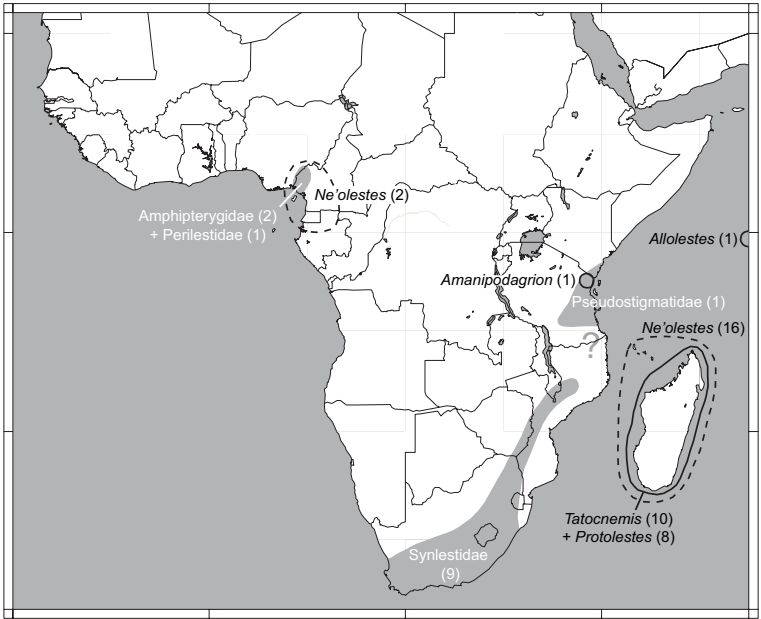 Ne'olestes (2)
Amphipterygidae (2)
+ Perilestidae (1)
Allolestes (1)
Amanipodagrion (1)
Pseudostigmatidae (1)
Ne'olestes (16)
?
Tatocnemis (10)
+ Protolestes (8)
Synlestidae
(9)